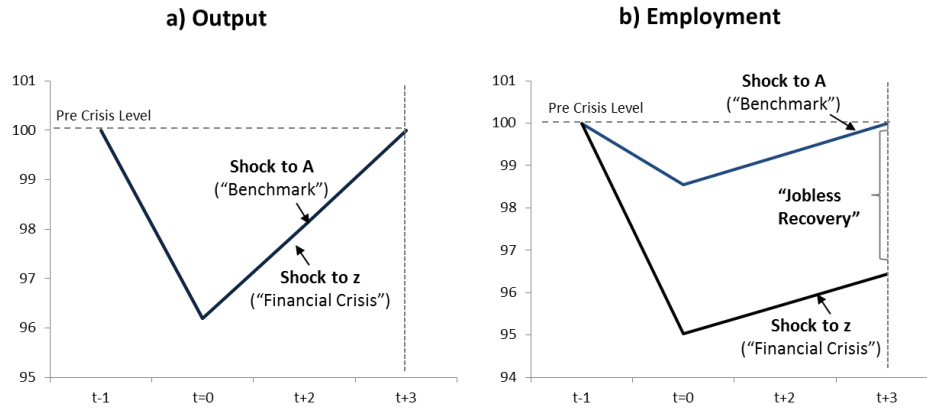 a) Output
101
100
99
98
97
96
95
Pre Crisis Level
Shock to A
(“Benchmark”)
Shock to z
(“Financial Crisis”)
t-1
t=0
t+2
t+3
b) Employment
101
100
99
98
97
96
95
94
Pre Crisis Level
Shock to A
(“Benchmark”)
“Jobless
Recovery”
Shock to z
(“Financial Crisis”)
t-1
t=0
t+2
t+3